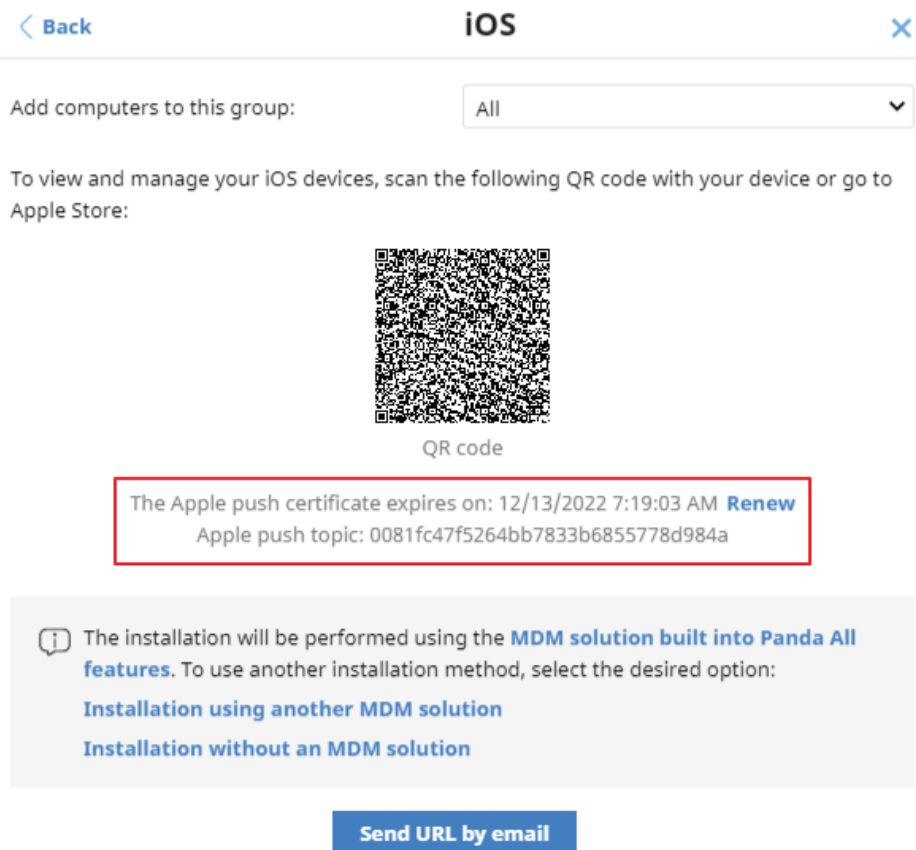 Back
iOS
Add computers to this group:
All
To view and manage your iOS devices, scan the following QR code with your device or go to
Apple Store:
QR code
The Apple push certificate expires on: 12/13/2022 7:19:03 AM Renew
Apple push topic: 0081fc47f5264bb7833b6855778d984a
The installation will be performed using the MDM solution built into Panda All
features. To use another installation method, select the desired option:
Installation using another MDM solution
Installation without an MDM solution
Send URL by email